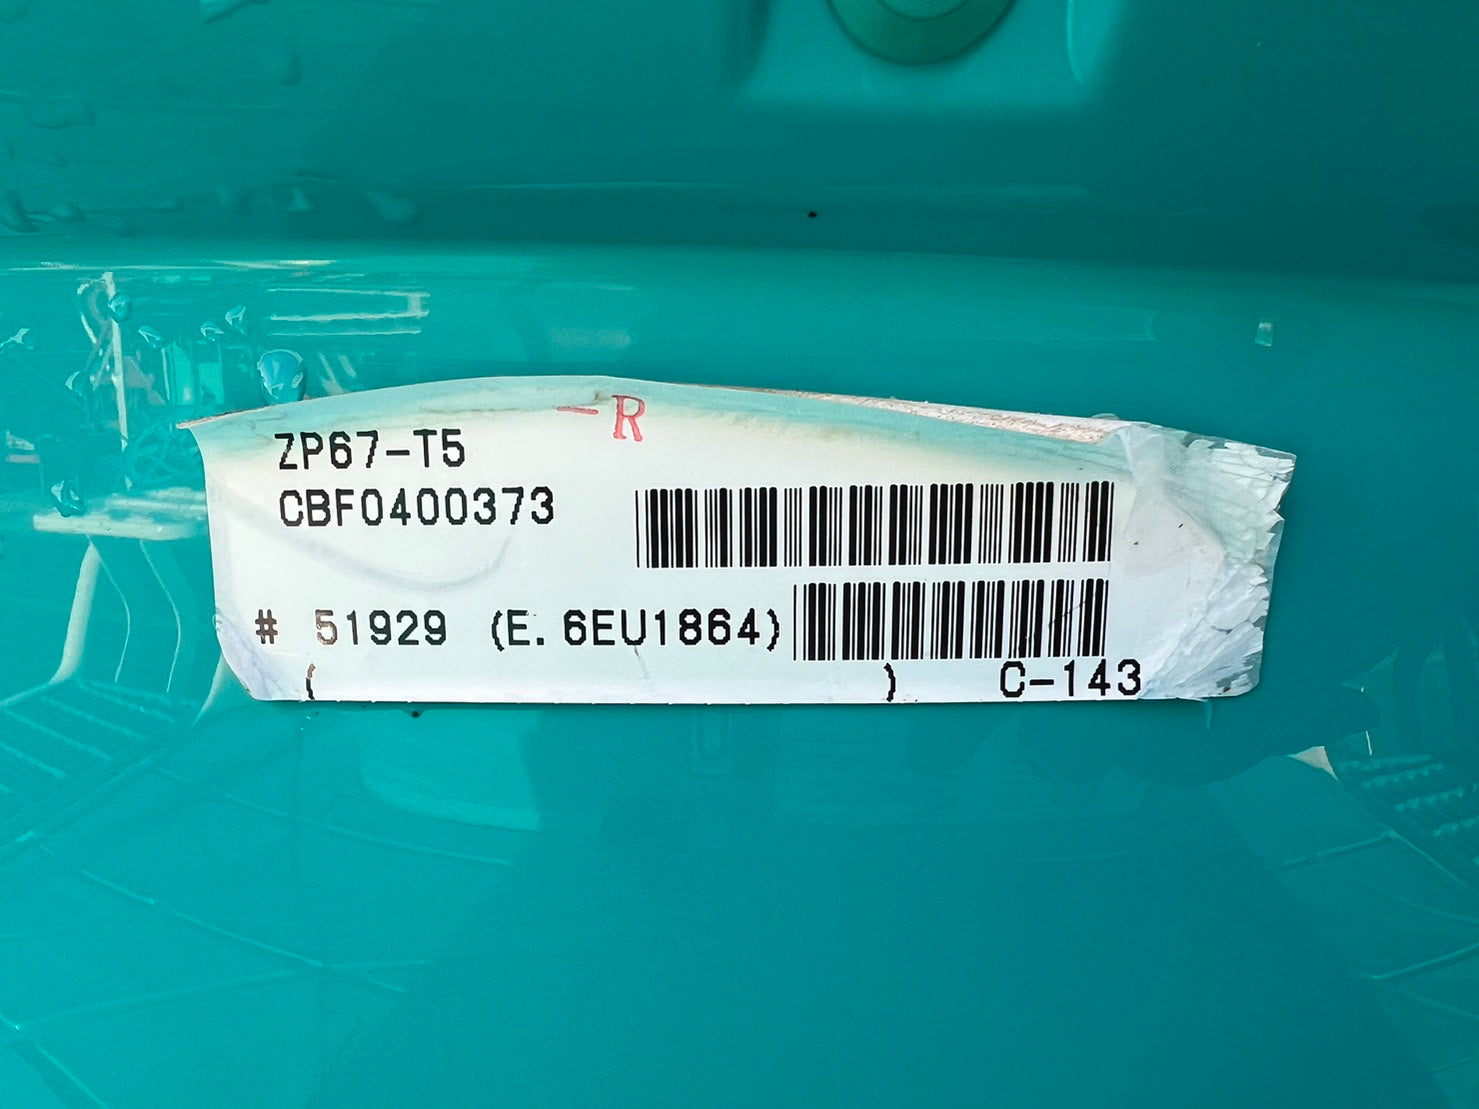 -R
ZP67-T5
CBF0400373
# 51929 (E. 6EU1864)
( ) C-143